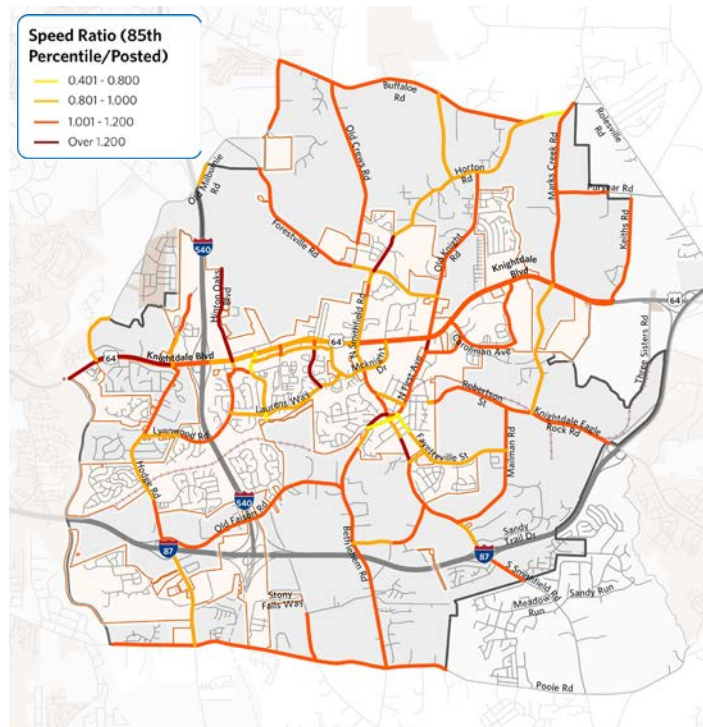 Speed Ratio (85th
Percentile/Posted)
0.401 - 0.800
0.801 - 1.000
1.001 - 1.200
Over 1.200
Buffaloe
Rd
Rolesville
Rd
Old Crews Rd
Horton
Rd
Marks Creek Rd
Old Milburnie
Rd
Puryear Rd
Forestville Rd
Old Knight
Rd
Keiths Rd
540
Knightdale
Blvd
Hinton Oaks
Blvd
N Smithfield Rd
64
64
Three Sisters Rd
64
Knightdale Blvd
Mcknight
Dr
Carolinian Ave
N First Ave
Laurens Way
Robertson
St
Lynnwood Rd
Knightdale Eagle
Rock Rd
Fayetteville St
Mailman Rd
Hodge Rd
540
Old Faison Rd
Sandy
Trail Dr
87
87
Bethlehem Rd
S Smithfield Rd
Stony
Falls Way
Meadow
Run
Sandy Run
Poole Rd